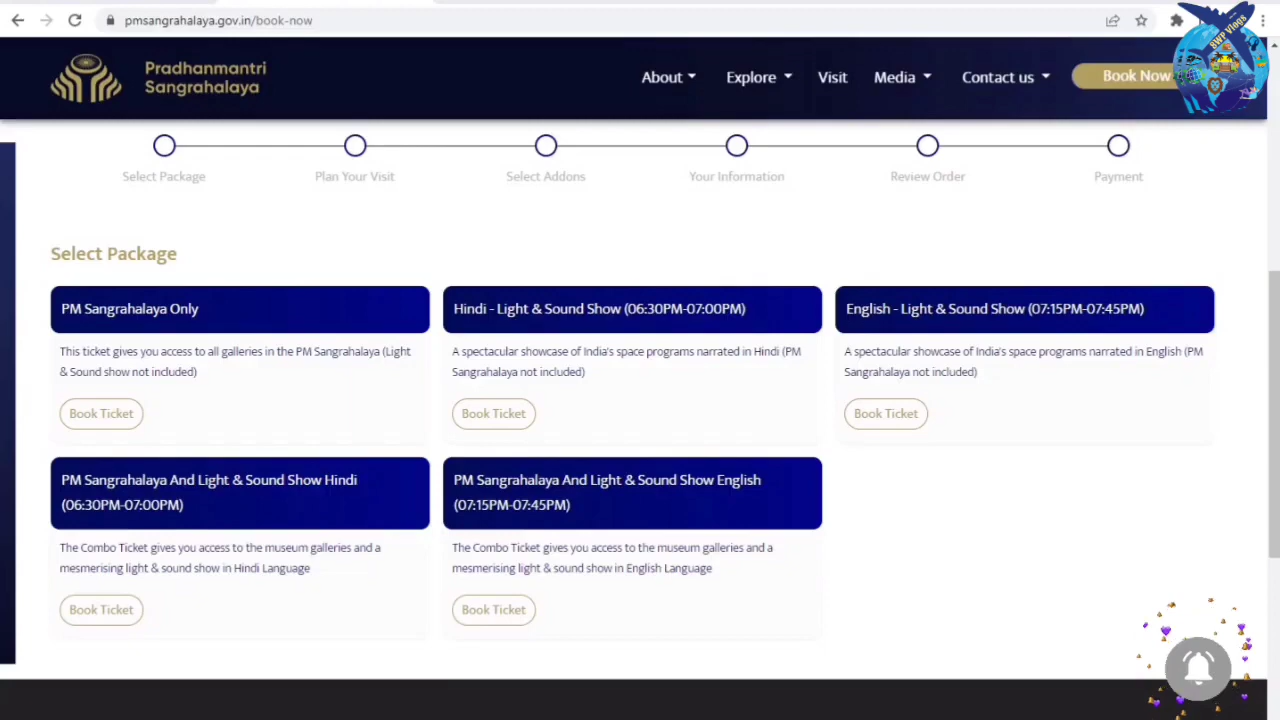 pmsangrahalaya.gov.in/book-now
8WP Vlogs
Pradhanmantri
Sangrahalaya
About
Explore
Visit
Media
Contact us
Book Now
Select Package
Plan Your Visit
Select Addons
Your Information
Review Order
Payment
Select Package
PM Sangrahalaya Only
This ticket gives you access to all galleries in the PM Sangrahalaya (Light
& Sound show not included)
Book Ticket
Hindi - Light & Sound Show (06:30PM-07:00PM)
A spectacular showcase of India's space programs narrated in Hindi (PM
Sangrahalaya not included)
Book Ticket
English - Light & Sound Show (07:15PM-07:45PM)
A spectacular showcase of India's space programs narrated in English (PM
Sangrahalaya not included)
Book Ticket
PM Sangrahalaya And Light & Sound Show Hindi
(06:30PM-07:00PM)
The Combo Ticket gives you access to the museum galleries and a
mesmerising light & sound show in Hindi Language
Book Ticket
PM Sangrahalaya And Light & Sound Show English
(07:15PM-07:45PM)
The Combo Ticket gives you access to the museum galleries and a
mesmerising light & sound show in English Language
Book Ticket